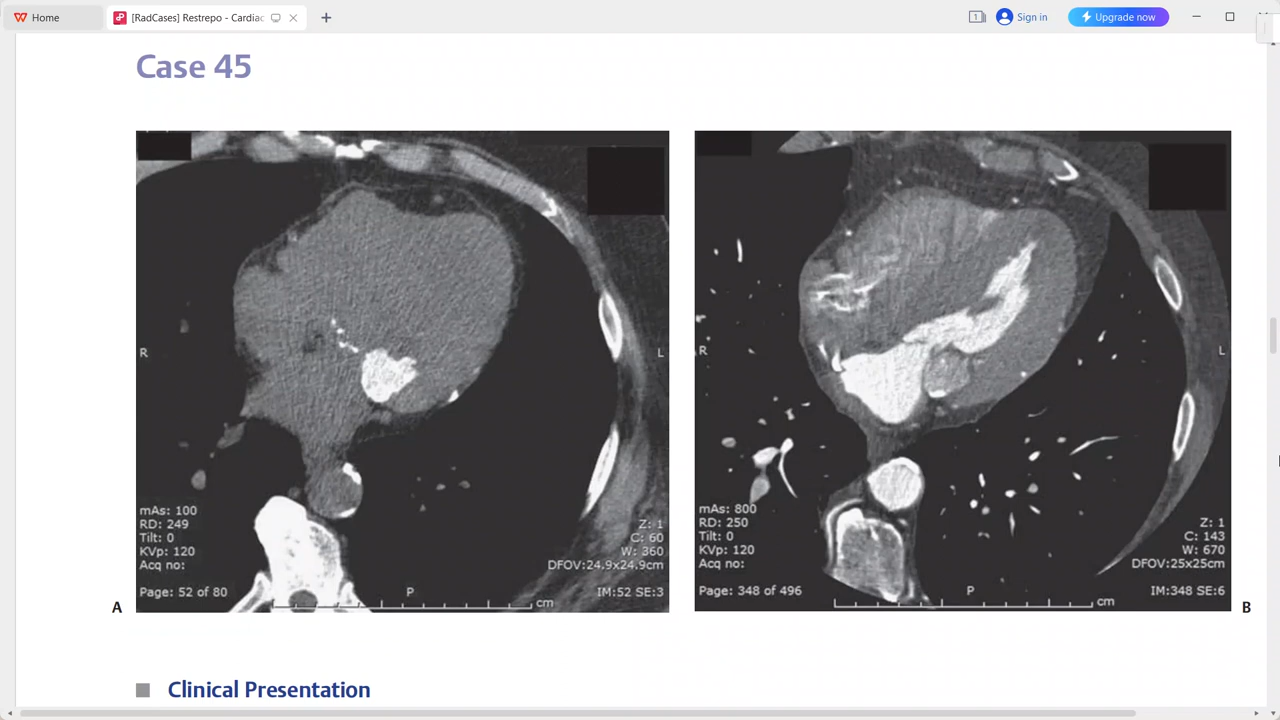 Home
[RadCases] Restrepo - Cardiac
1
Sign in
Upgrade now
Case 45
R
L
mAs: 100
RD: 249
Tilt: 0
KVp: 120
Acq no:
Page: 52 of 80
P
cm
Z: 1
C: 60
W: 360
DFOV:24.9x24.9cm
IM:52 SE:3
A
R
L
mAs: 800
RD: 250
Tilt: 0
KVp: 120
Acq no:
Page: 348 of 496
P
cm
Z: 1
C: 143
W: 670
DFOV:25x25cm
IM:348 SE:6
B
Clinical Presentation